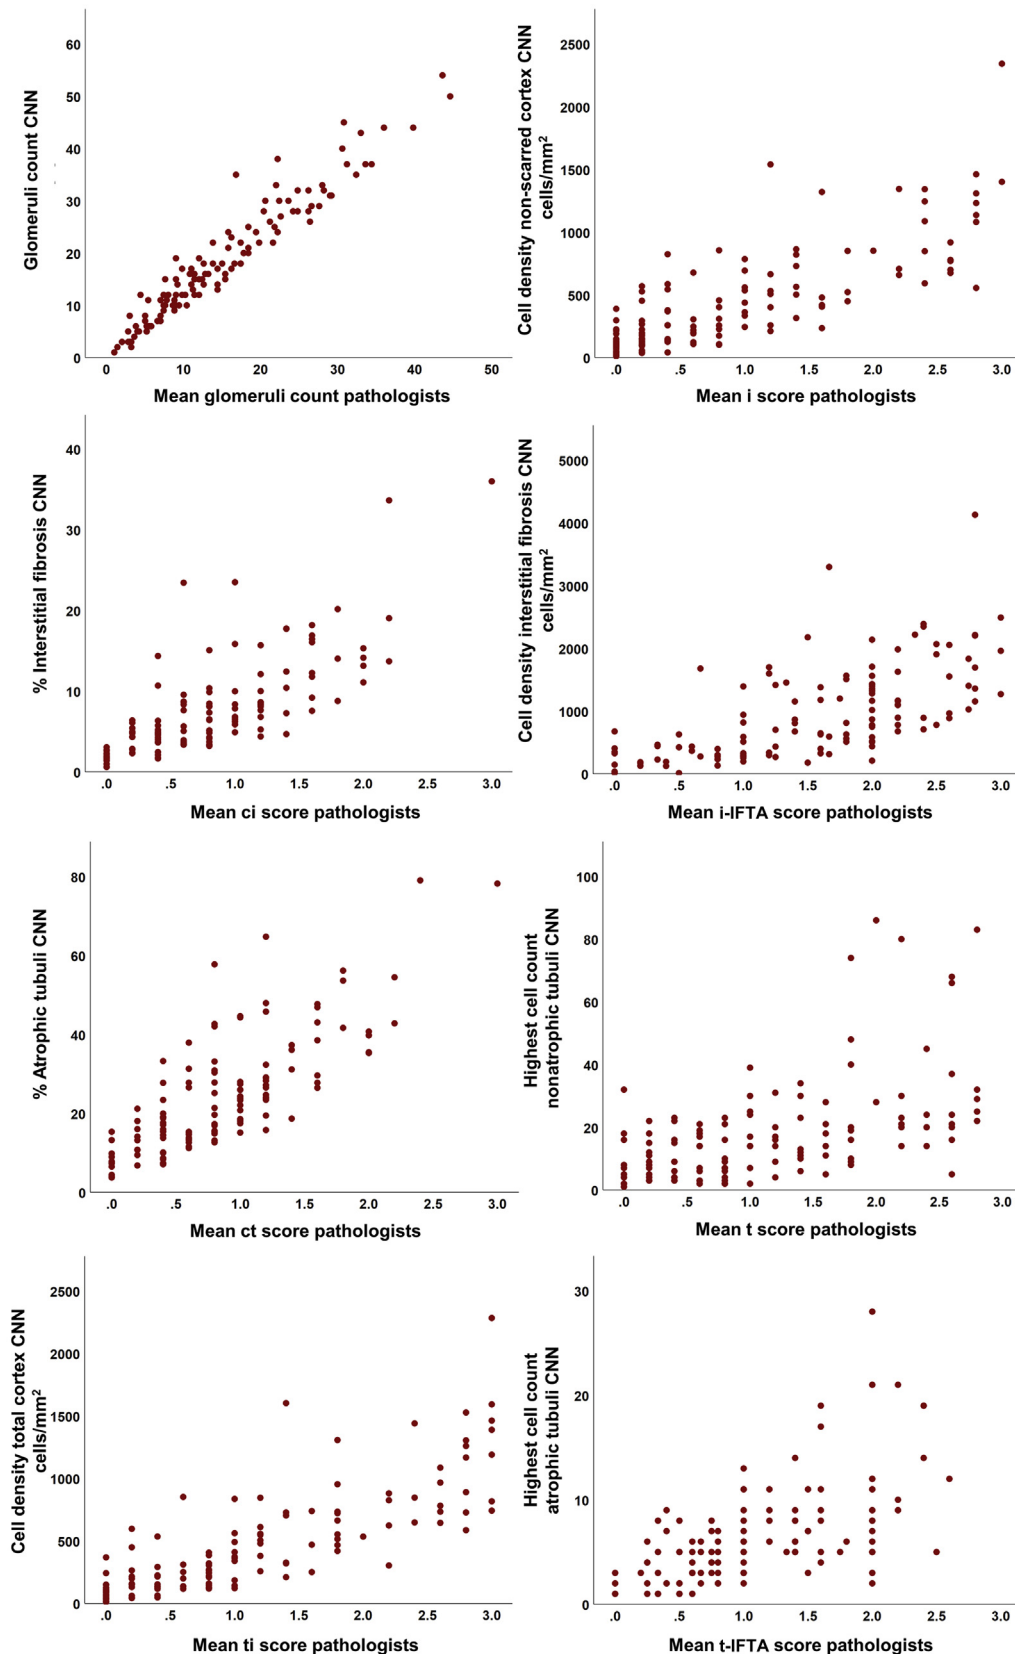 Glomeruli count CNN
60
50
40
30
20
10
0
0 10 20 30 40 50
Mean glomeruli count pathologists
Cell density non-scarred cortex CNN
cells/mm²
2500
2000
1500
1000
500
0
.0 .5 1.0 1.5 2.0 2.5 3.0
Mean i score pathologists
% Interstitial fibrosis CNN
40
30
20
10
0
.0 .5 1.0 1.5 2.0 2.5 3.0
Mean ci score pathologists
Cell density interstitial fibrosis CNN
cells/mm²
5000
4000
3000
2000
1000
0
.0 .5 1.0 1.5 2.0 2.5 3.0
Mean i-IFTA score pathologists
% Atrophic tubuli CNN
80
60
40
20
0
.0 .5 1.0 1.5 2.0 2.5 3.0
Mean ct score pathologists
Highest cell count
nonatrophic tubuli CNN
100
80
60
40
20
0
.0 .5 1.0 1.5 2.0 2.5 3.0
Mean t score pathologists
Cell density total cortex CNN
cells/mm²
2500
2000
1500
1000
500
0
.0 .5 1.0 1.5 2.0 2.5 3.0
Mean ti score pathologists
Highest cell count
atrophic tubuli CNN
30
20
10
0
.0 .5 1.0 1.5 2.0 2.5 3.0
Mean t-IFTA score pathologists